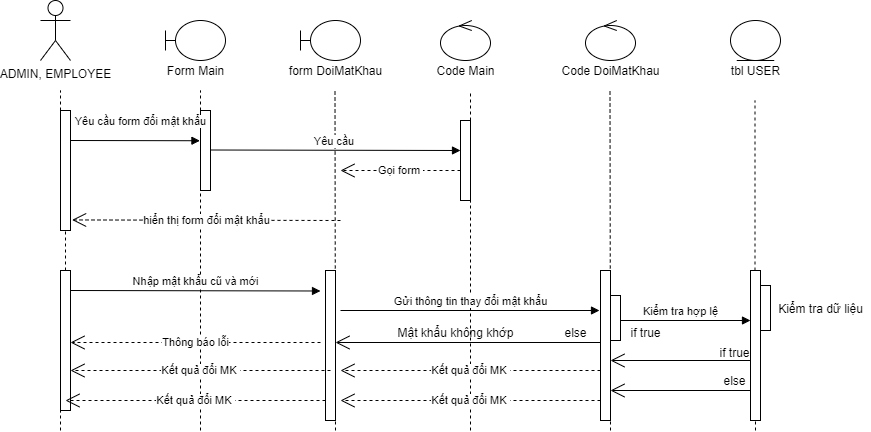 ADMIN, EMPLOYEE
Form Main
form DoiMatKhau
Code Main
Code DoiMatKhau
tbl USER
Yêu cầu form đổi mật khẩu
Yêu cầu
Gọi form
hiển thị form đổi mật khẩu
Nhập mật khẩu cũ và mới
Gửi thông tin thay đổi mật khẩu
Kiểm tra hợp lệ
Kiểm tra dữ liệu
Thông báo lỗi
Mật khẩu không khớp
else
if true
if true
Kết quả đổi MK
Kết quả đổi MK
else
Kết quả đổi MK
Kết quả đổi MK